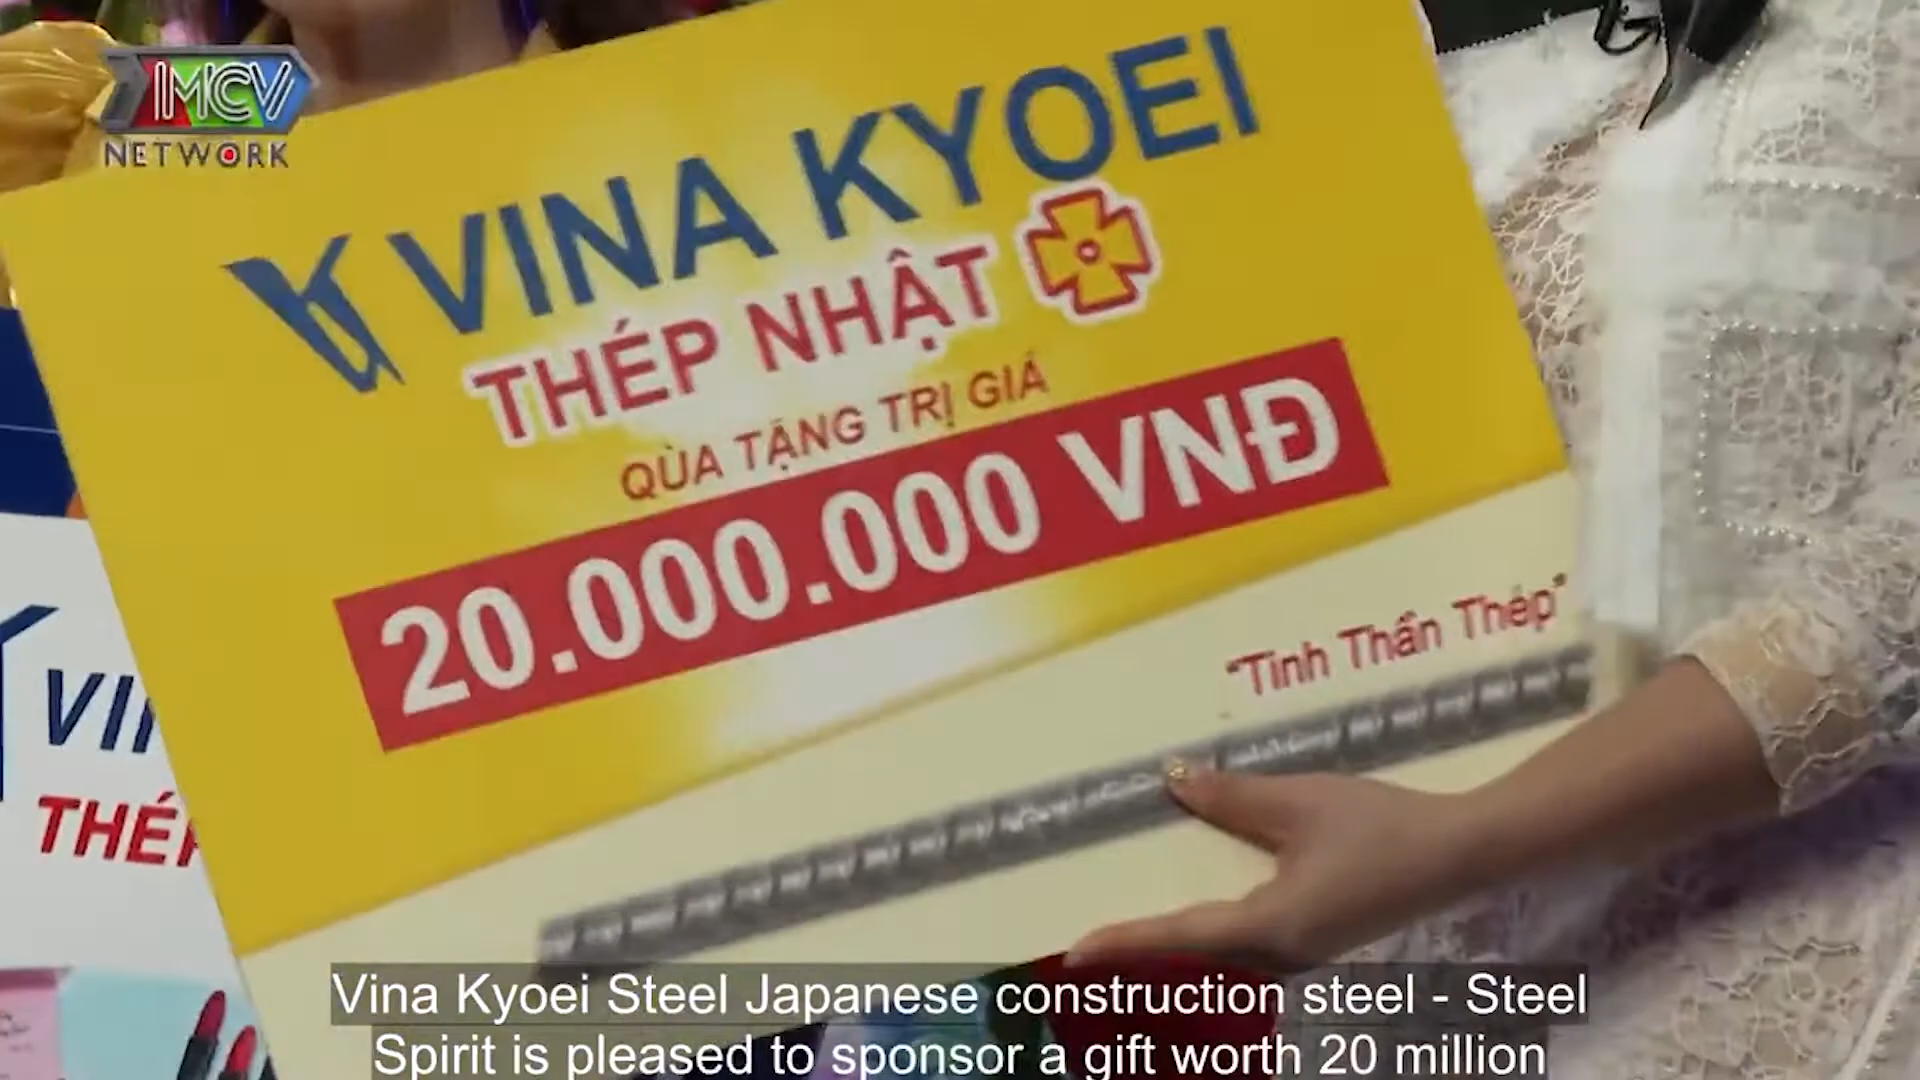 MCV
NETWORK
VINA KYOEI
THÉP NHẬT
QÙA TẶNG TRỊ GIÁ
20.000.000 VNĐ
“Tinh Thần Thép”
VI
THÉP
Vina Kyoei Steel Japanese construction steel - Steel
Spirit is pleased to sponsor a gift worth 20 million